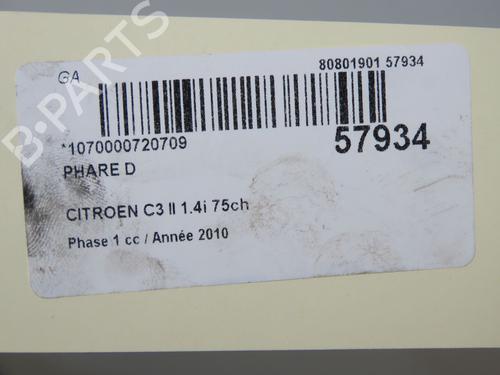 GA
80801901 57934
*1070000720709
57934
PHARE D
CITROEN C3 II 1.4i 75ch
Phase 1 cc / Année 2010
B-PARTS